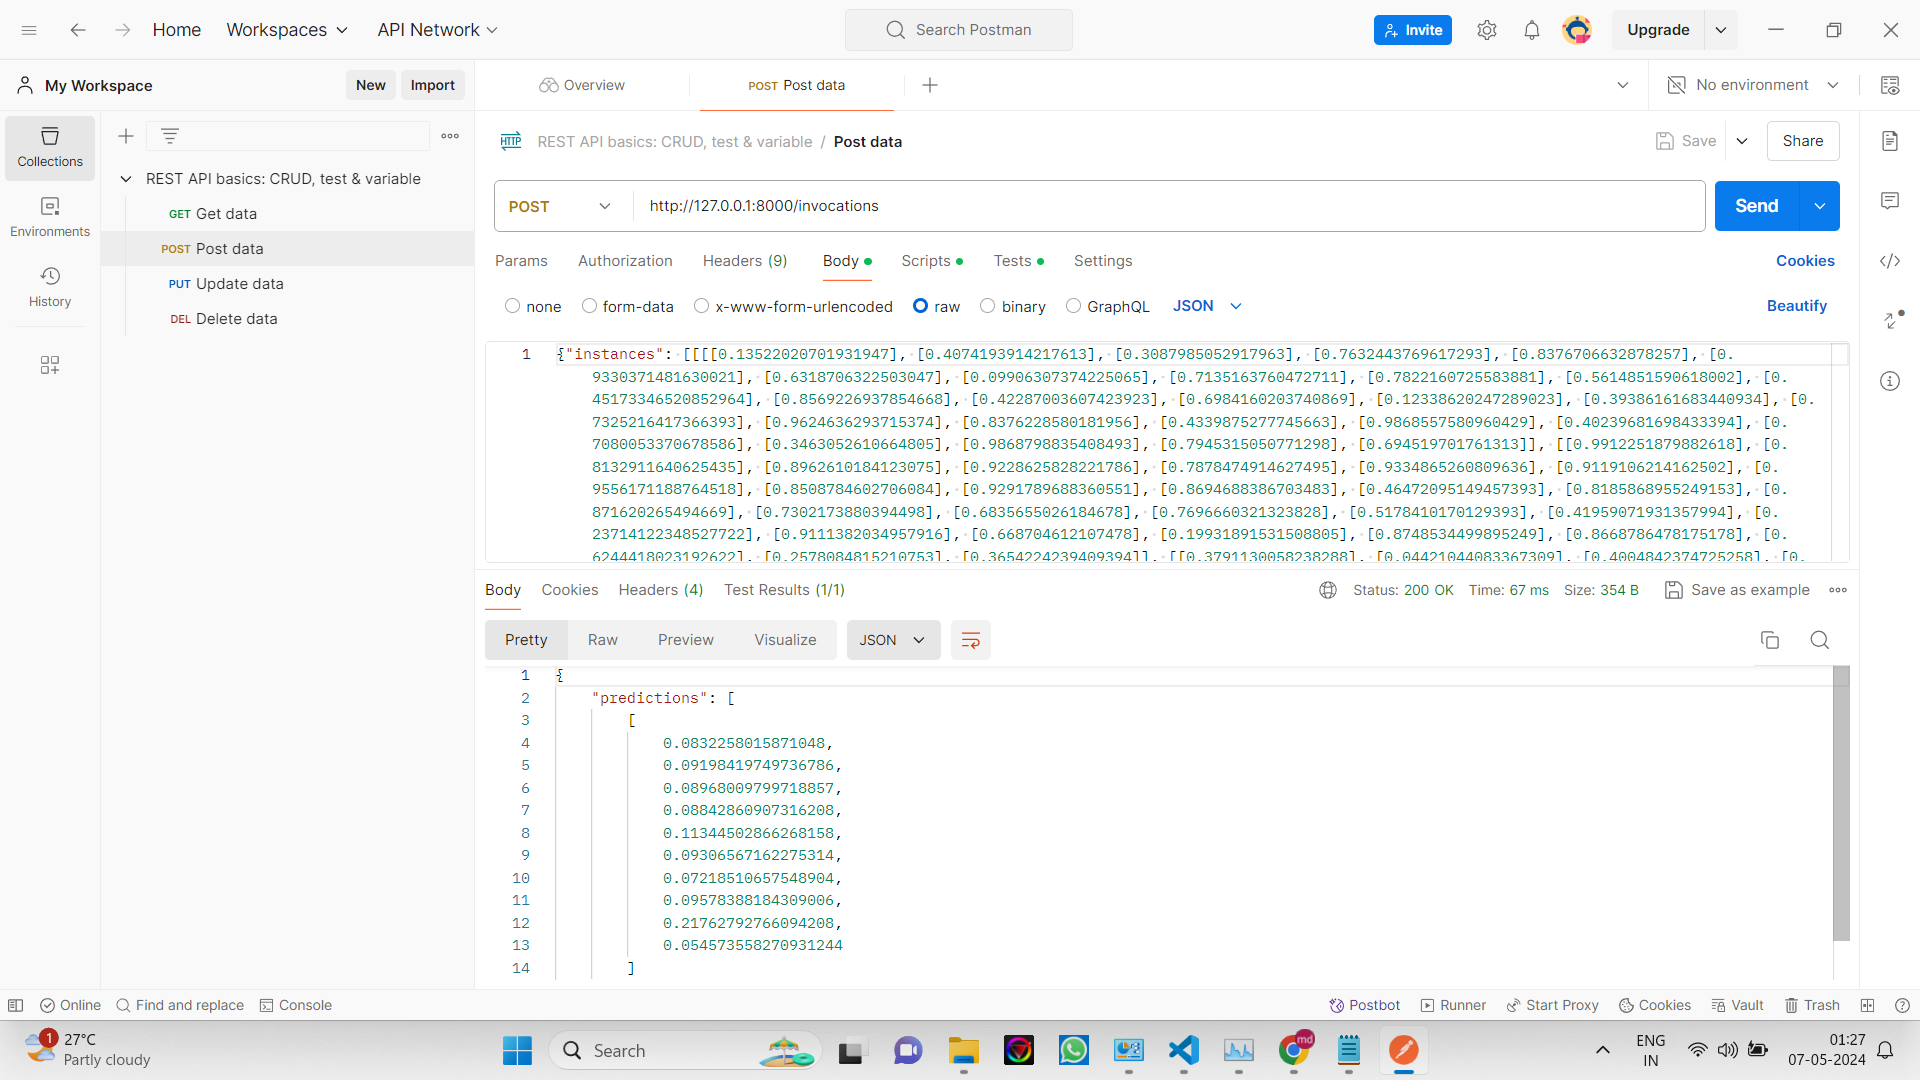 Home
Workspaces
API Network
Search Postman
Invite
Upgrade
My Workspace
New
Import
Overview
POST Post data
No environment
Collections
Environments
History
REST API basics: CRUD, test & variable
GET Get data
POST Post data
PUT Update data
DEL Delete data
HTTP
REST API basics: CRUD, test & variable / Post data
Save
Share
POST
http://127.0.0.1:8000/invocations
Send
Params
Authorization
Headers (9)
Body
Scripts
Tests
Settings
Cookies
none
form-data
x-www-form-urlencoded
raw
binary
GraphQL
JSON
Beautify
1 {"instances": [[[[0.13522020701931947], [0.4074193914217613], [0.3087985052917963], [0.7632443769617293], [0.8376706632878257], [0.
9330371481630021], [0.6318706322503047], [0.09906307374225065], [0.7135163760472711], [0.7822160725583881], [0.5614851590618002], [0.
45173346520852964], [0.8569226937854668], [0.42287003607423923], [0.6984160203740869], [0.12338620247289023], [0.39386161683440934], [0.
7325216417366393], [0.9624636293715374], [0.8376228580181956], [0.4339875277745663], [0.9868557580960429], [0.40239681698433394], [0.
7080053370678586], [0.3463052610664805], [0.9868798835408493], [0.7945315050771298], [0.694519701761313]], [[0.9912251879882618], [0.
8132911640625435], [0.8962610184123075], [0.9228625828221786], [0.7878474914627495], [0.9334865260809636], [0.9119106214162502], [0.
9556171188764518], [0.8508784602706084], [0.9291789688360551], [0.8694688386703483], [0.46472095149457393], [0.8185868955249153], [0.
871620265494669], [0.7302173880394498], [0.6835655026184678], [0.7696660321323828], [0.5178410170129393], [0.41959071931357994], [0.
23714122348527722], [0.9111382034957916], [0.668704612107478], [0.19931891531508805], [0.8748534499895249], [0.8668786478175178], [0.
6244418023192622], [0.2578084815210753], [0.3654224239409394]], [[0.3791130058238288], [0.04421044083367309], [0.4004842374725258], [0.
Body
Cookies
Headers (4)
Test Results (1/1)
Status: 200 OK
Time: 67 ms
Size: 354 B
Save as example
Pretty
Raw
Preview
Visualize
JSON
1 {
2 "predictions": [
3 [
4 0.0832258015871048,
5 0.09198419749736786,
6 0.08968009799718857,
7 0.08842860907316208,
8 0.11344502866268158,
9 0.09306567162275314,
10 0.07218510657548904,
11 0.09578388184309006,
12 0.21762792766094208,
13 0.054573558270931244
14 ]
Online
Find and replace
Console
Postbot
Runner
Start Proxy
Cookies
Vault
Trash
1
27°C
Partly cloudy
Search
md
ENG
IN
01:27
07-05-2024